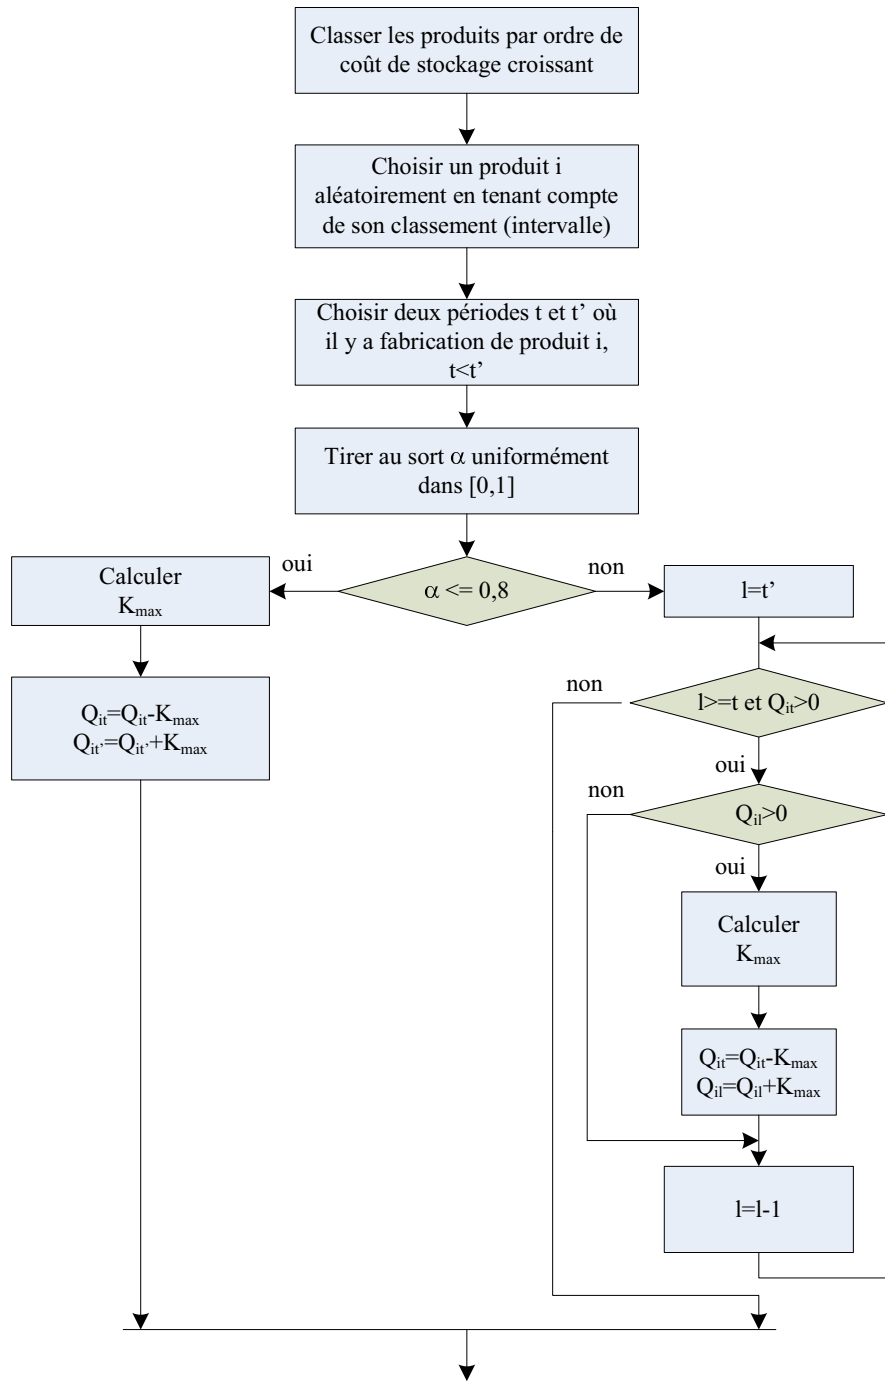 Classer les produits par ordre de
coût de stockage croissant
Choisir un produit i
aléatoirement en tenant compte
de son classement (intervalle)
Choisir deux périodes t et t’ où
il y a fabrication de produit i,
t<t’
Tirer au sort α uniformément
dans [0,1]
oui
α <= 0,8
non
Calculer
Kmax
l=t’
Qit=Qit-Kmax
Qit’=Qit’+Kmax
non
l>=t et Qit>0
oui
non
Qil>0
oui
Calculer
Kmax
Qit=Qit-Kmax
Qil=Qil+Kmax
l=l-1